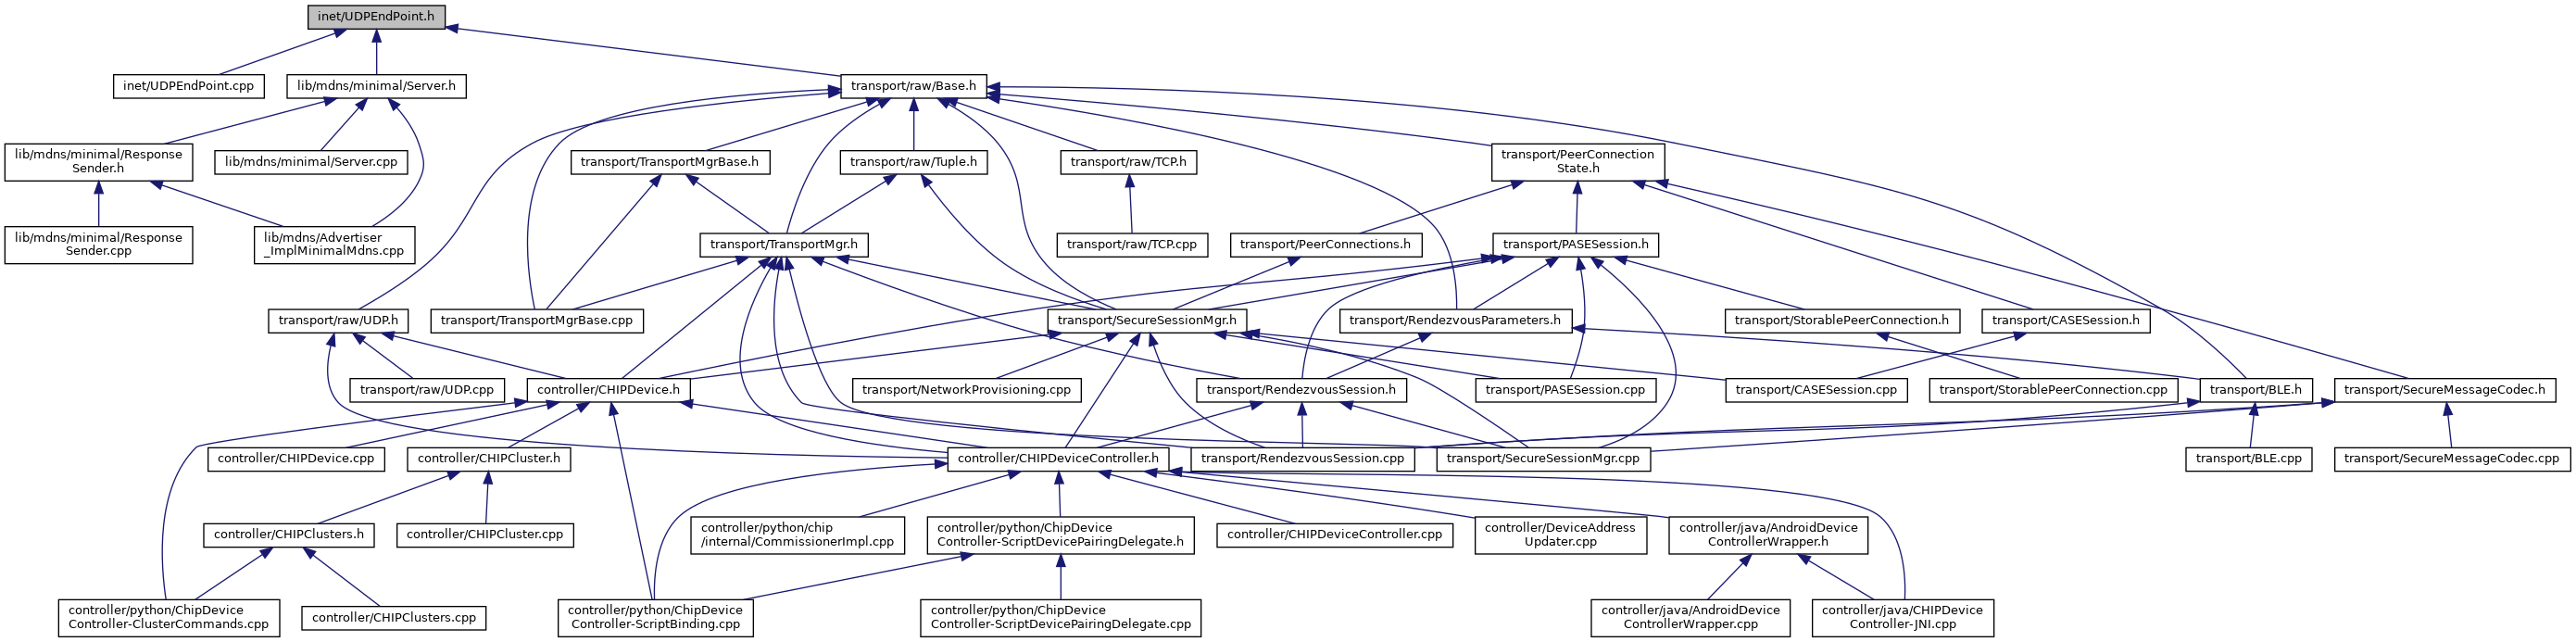 inet/UDPEndPoint.h
inet/UDPEndPoint.cpp
lib/mdns/minimal/Server.h
transport/raw/Base.h
lib/mdns/minimal/Response
Sender.h
lib/mdns/minimal/Server.cpp
transport/TransportMgrBase.h
transport/raw/Tuple.h
transport/raw/TCP.h
transport/PeerConnection
State.h
lib/mdns/minimal/Response
Sender.cpp
lib/mdns/Advertiser
_ImplMinimalMdns.cpp
transport/TransportMgr.h
transport/raw/TCP.cpp
transport/PeerConnections.h
transport/PASESession.h
transport/raw/UDP.h
transport/TransportMgrBase.cpp
transport/SecureSessionMgr.h
transport/RendezvousParameters.h
transport/StorablePeerConnection.h
transport/CASESession.h
transport/raw/UDP.cpp
controller/CHIPDevice.h
transport/NetworkProvisioning.cpp
transport/RendezvousSession.h
transport/PASESession.cpp
transport/CASESession.cpp
transport/StorablePeerConnection.cpp
transport/BLE.h
transport/SecureMessageCodec.h
controller/CHIPDevice.cpp
controller/CHIPCluster.h
controller/CHIPDeviceController.h
transport/RendezvousSession.cpp
transport/SecureSessionMgr.cpp
transport/BLE.cpp
transport/SecureMessageCodec.cpp
controller/CHIPClusters.h
controller/CHIPCluster.cpp
controller/python/chip
/internal/CommissionerImpl.cpp
controller/python/ChipDevice
Controller-ScriptDevicePairingDelegate.h
controller/CHIPDeviceController.cpp
controller/DeviceAddress
Updater.cpp
controller/java/AndroidDevice
ControllerWrapper.h
controller/python/ChipDevice
Controller-ClusterCommands.cpp
controller/CHIPClusters.cpp
controller/python/ChipDevice
Controller-ScriptBinding.cpp
controller/python/ChipDevice
Controller-ScriptDevicePairingDelegate.cpp
controller/java/AndroidDevice
ControllerWrapper.cpp
controller/java/CHIPDevice
Controller-JNI.cpp